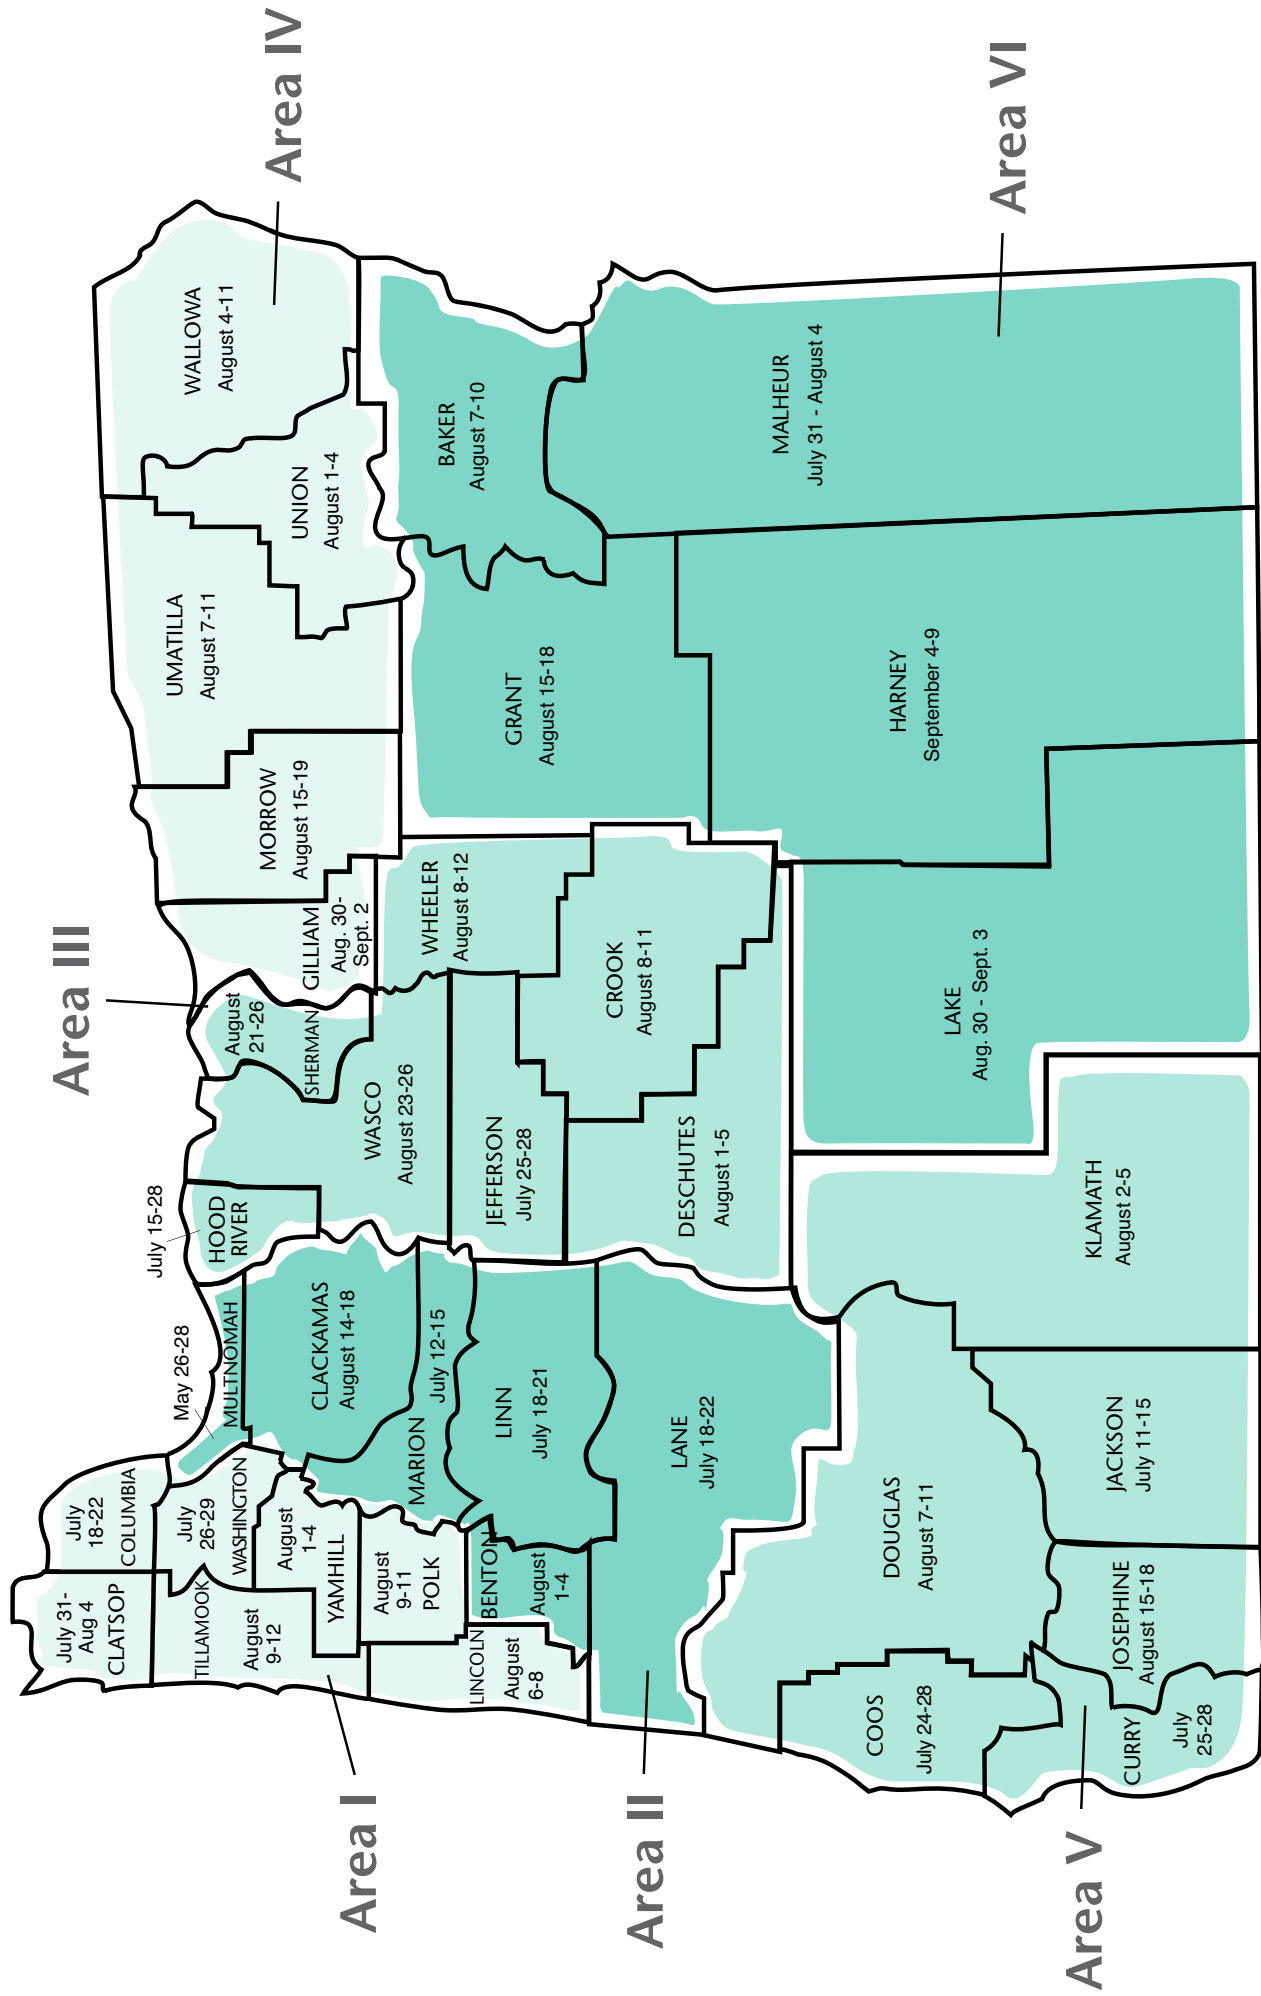 Area I
Area II
Area III
Area IV
Area V
Area VI
July 31-
Aug 4
CLATSOP
July
18-22
COLUMBIA
TILLAMOOK
August
9-12
July
26-29
WASHINGTON
August
1-4
YAMHILL
August
9-11
POLK
LINCOLN
August
6-8
BENTON
August
1-4
May 26-28
MULTNOMAH
CLACKAMAS
August 14-18
MARION
July 12-15
LINN
July 18-21
LANE
July 18-22
July 15-28
HOOD
RIVER
WASCO
August 23-26
August
21-26
SHERMAN
JEFFERSON
July 25-28
WHEELER
August 8-12
CROOK
August 8-11
DESCHUTES
August 1-5
GILLIAM
Aug. 30-
Sept. 2
MORROW
August 15-19
UMATILLA
August 7-11
UNION
August 1-4
WALLOWA
August 4-11
BAKER
August 7-10
GRANT
August 15-18
MALHEUR
July 31 - August 4
HARNEY
September 4-9
LAKE
Aug. 30 - Sept. 3
KLAMATH
August 2-5
DOUGLAS
August 7-11
JACKSON
July 11-15
JOSEPHINE
August 15-18
COOS
July 24-28
CURRY
July
25-28